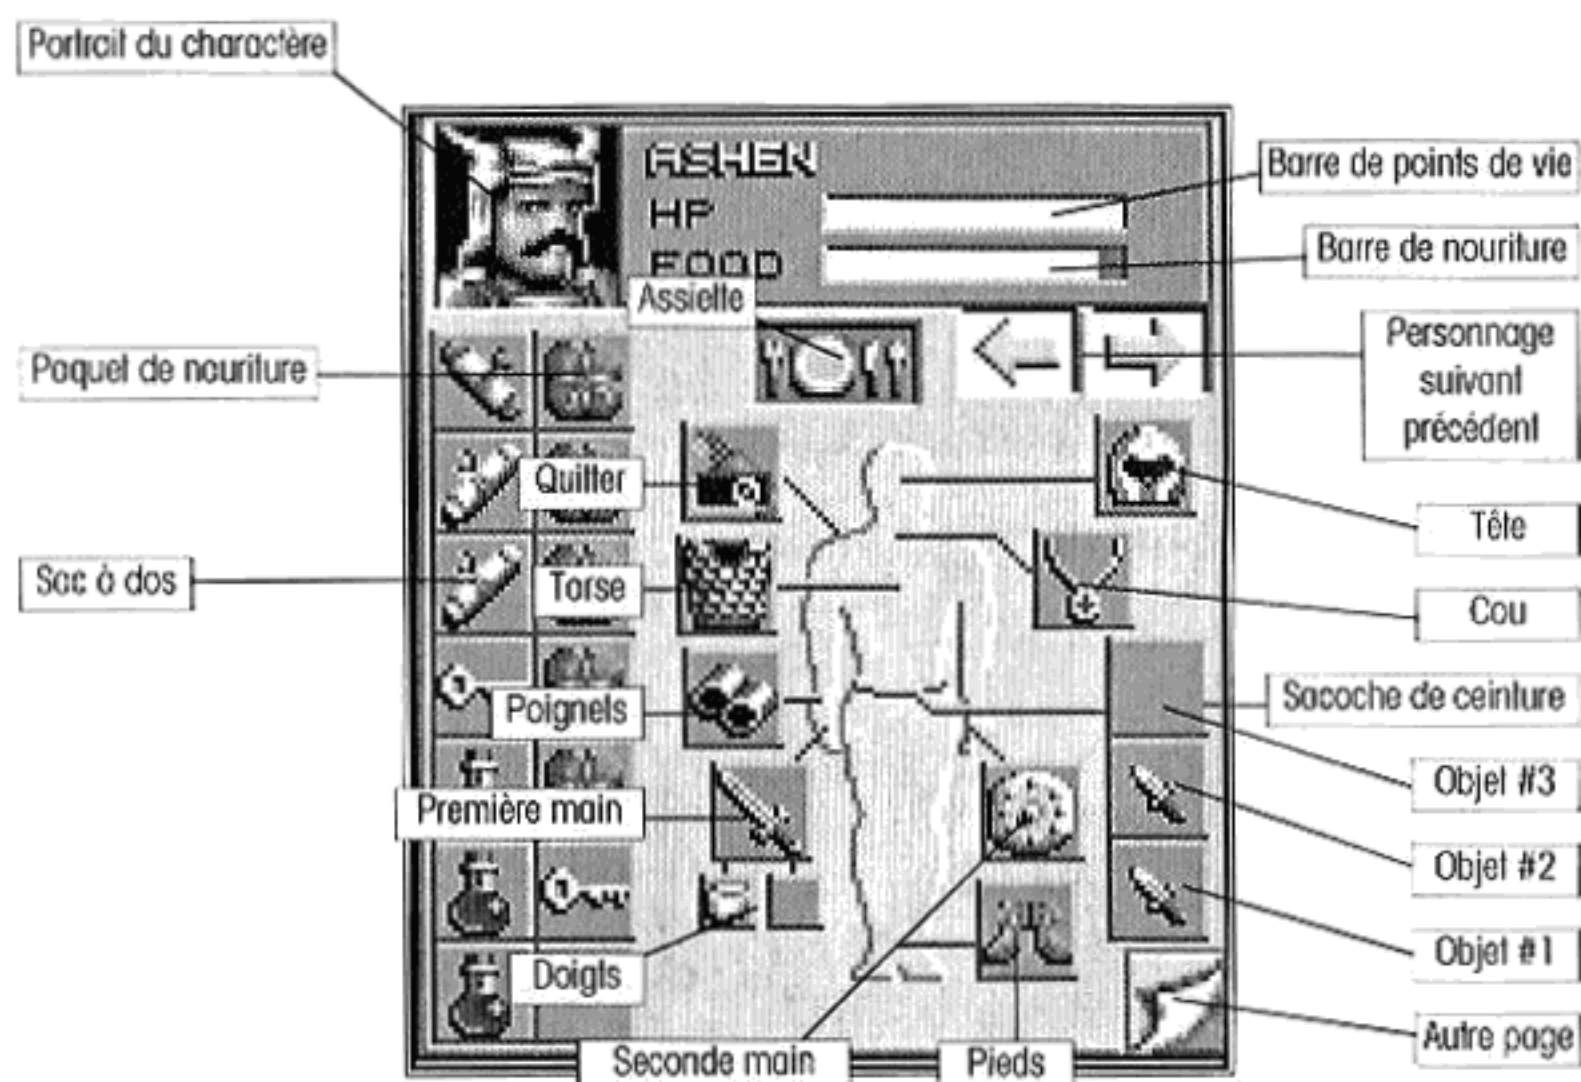 Portrait du charactère
ASHEN
HP
FOOD
Barre de points de vie
Barre de nouriture
Assiette
Personnage
suivant
précédent
Paquet de nouriture
Quitter
Tête
Sac à dos
Torse
Cou
Poignets
Sacoche de ceinture
Première main
Objet #3
Objet #2
Objet #1
Doigts
Autre page
Seconde main
Pieds